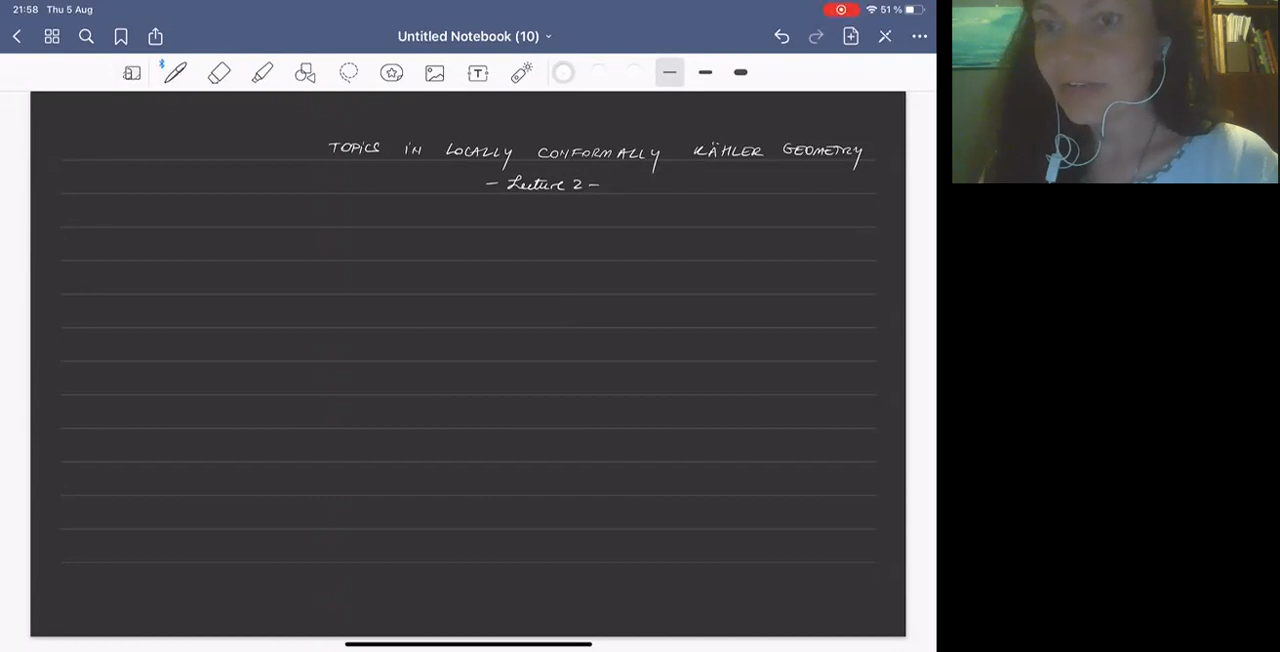 21:58 Thu 5 Aug
51 %
Untitled Notebook (10)
T
TOPICS IN LOCALLY CONFORMALLY KÄHLER GEOMETRY
- Lecture 2 -